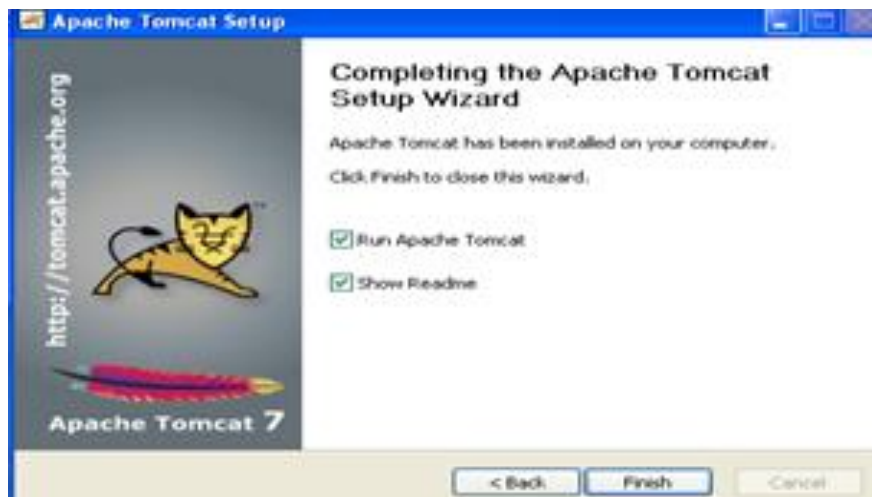 Apache Tomcat Setup
http://tomcat.apache.org
Completing the Apache Tomcat
Setup Wizard
Apache Tomcat has been installed on your computer.
Click Finish to close this wizard.
Run Apache Tomcat
Show Readme
TM
Apache Tomcat 7
< Back
Finish
Cancel